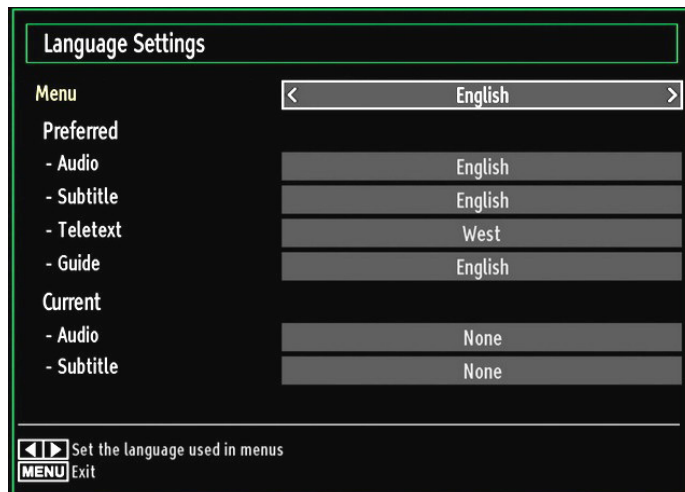 Language Settings
Menu < English >
Preferred
- Audio English
- Subtitle English
- Teletext West
- Guide English
Current
- Audio None
- Subtitle None
Set the language used in menus
MENU Exit